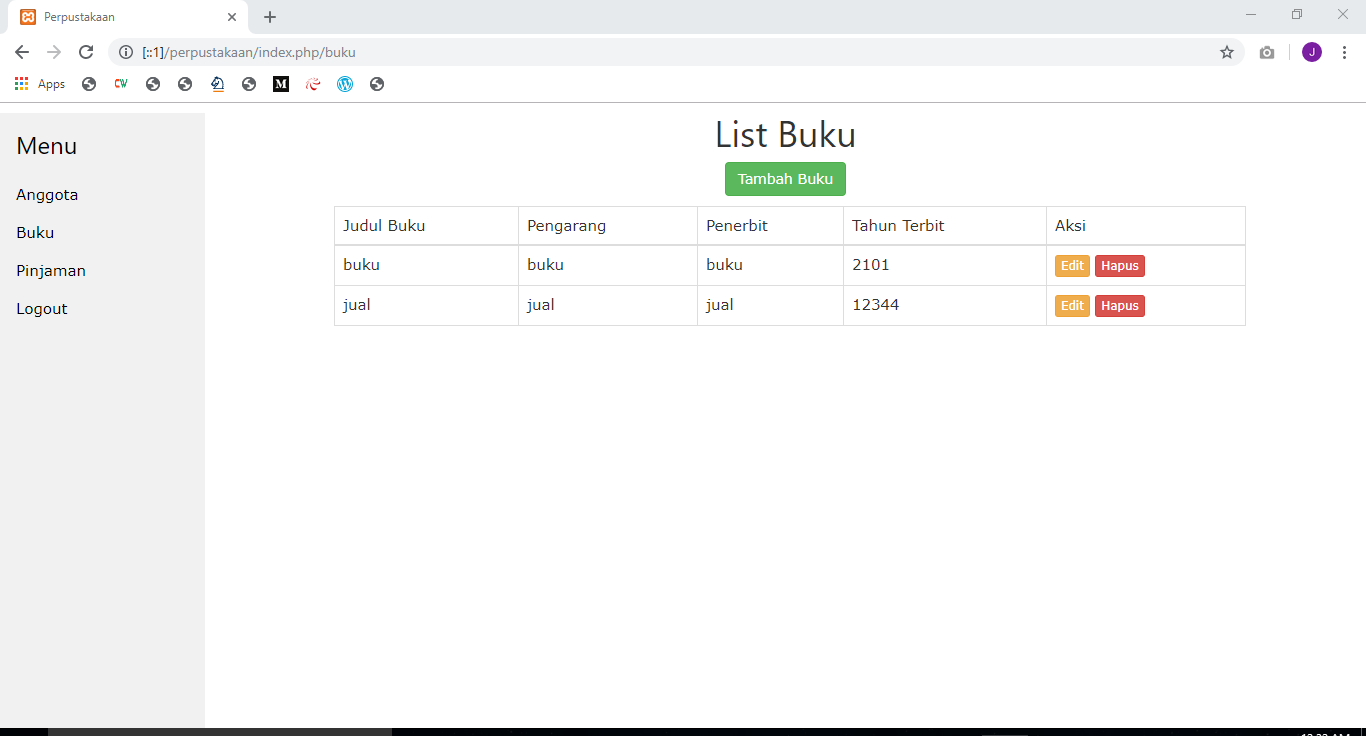 Perpustakaan
[::1]/perpustakaan/index.php/buku
J
Apps
CW
M
Menu
Anggota
Buku
Pinjaman
Logout
List Buku
Tambah Buku
Judul Buku Pengarang Penerbit Tahun Terbit Aksi
buku buku buku 2101 Edit Hapus
jual jual jual 12344 Edit Hapus